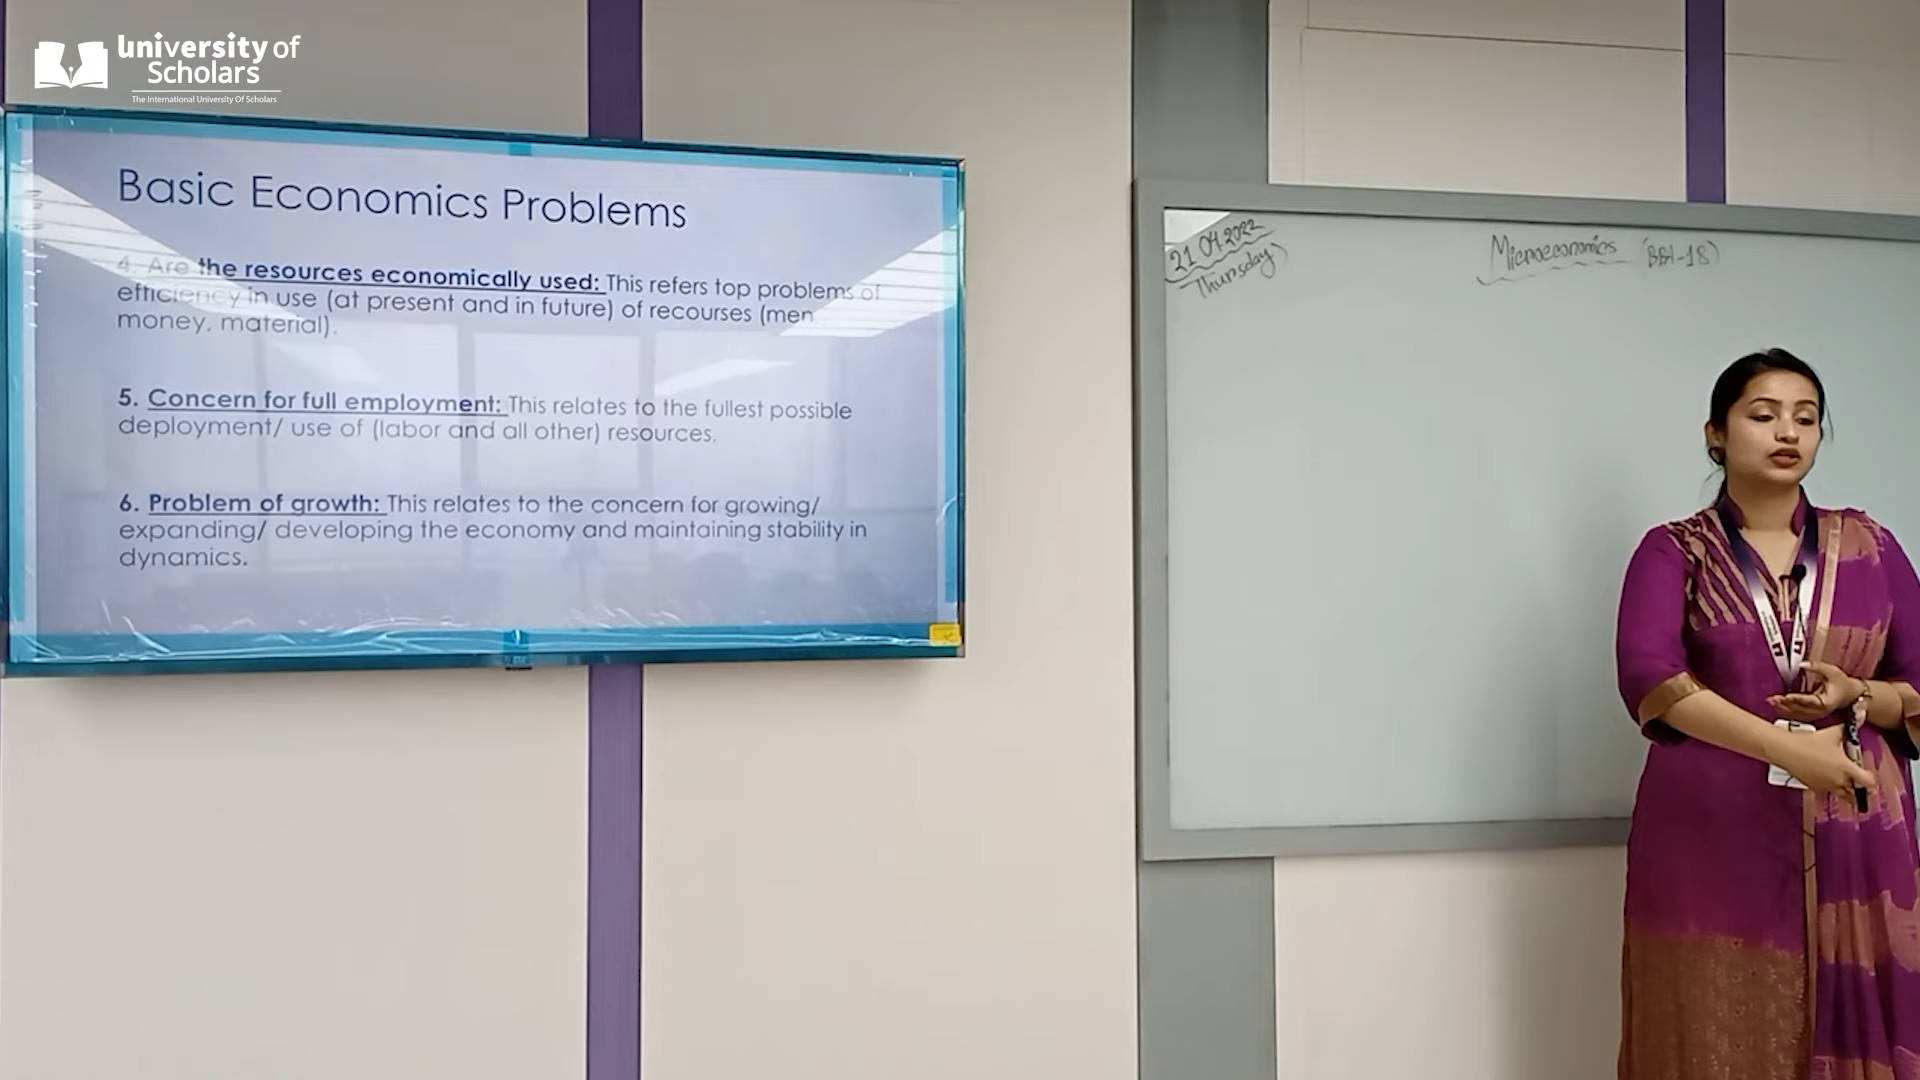 University of
Scholars
The International University Of Scholars
Basic Economics Problems
4. Are the resources economically used: This refers top problems of
efficiency in use (at present and in future) of recourses (men,
money, material).
5. Concern for full employment: This relates to the fullest possible
deployment/ use of (labor and all other) resources.
6. Problem of growth: This relates to the concern for growing/
expanding/ developing the economy and maintaining stability in
dynamics.
21.04.2022
Thursday
Microeconomics (BBA-18)